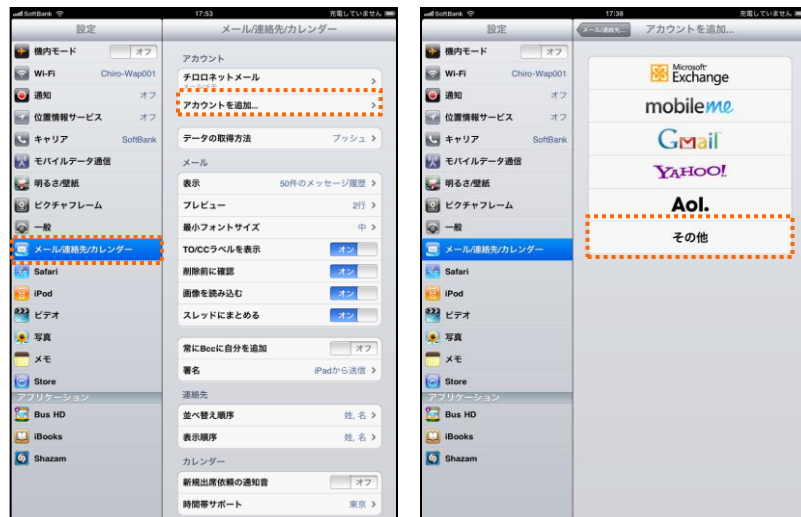 SoftBank 17:53 充電していません
設定
機内モード オフ
Wi-Fi Chiro-Wap001
通知 オフ
位置情報サービス オフ
キャリア SoftBank
モバイルデータ通信
明るさ/壁紙
ピクチャフレーム
一般
メール/連絡先/カレンダー
Safari
iPod
ビデオ
写真
メモ
Store
アプリケーション
Bus HD
iBooks
Shazam
メール/連絡先/カレンダー
アカウント
チロロネットメール
メール/メモ
アカウントを追加...
データの取得方法 プッシュ
メール
表示 50件のメッセージ履歴
プレビュー 2行
最小フォントサイズ 中
TO/CCラベルを表示 オン
削除前に確認 オン
画像を読み込む オン
スレッドにまとめる オン
常にBccに自分を追加 オフ
署名 iPadから送信
連絡先
並べ替え順序 姓, 名
表示順序 姓, 名
カレンダー
新規出席依頼の通知音 オフ
時間帯サポート 東京
SoftBank 17:38 充電していません
設定
機内モード オフ
Wi-Fi Chiro-Wap001
通知 オフ
位置情報サービス オフ
キャリア SoftBank
モバイルデータ通信
明るさ/壁紙
ピクチャフレーム
一般
メール/連絡先/カレンダー
Safari
iPod
ビデオ
写真
メモ
Store
アプリケーション
Bus HD
iBooks
Shazam
メール/連絡先... アカウントを追加...
Microsoft
Exchange
mobileme
Gmail
YAHOO!
Aol.
その他